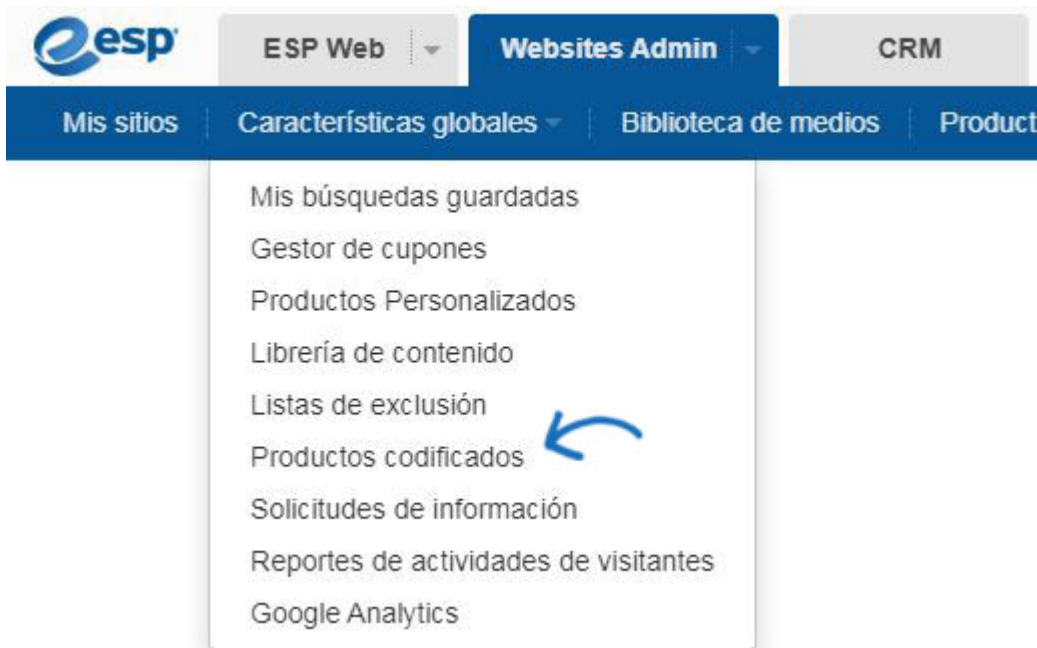 esp ESP Web Websites Admin CRM
Mis sitios Características globales Biblioteca de medios Product
Mis búsquedas guardadas
Gestor de cupones
Productos Personalizados
Librería de contenido
Listas de exclusión
Productos codificados
Solicitudes de información
Reportes de actividades de visitantes
Google Analytics